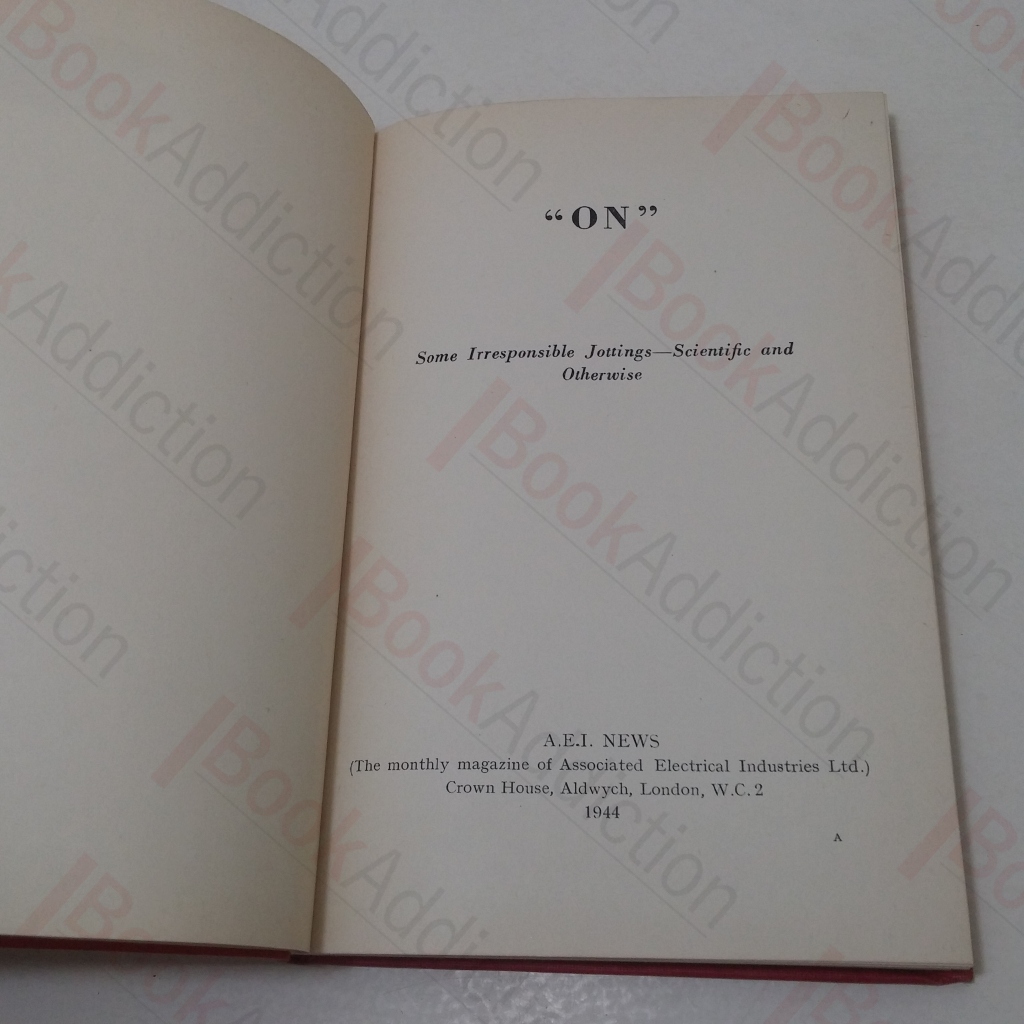 “ON”
Some Irresponsible Jottings—Scientific and
Otherwise
A.E.I. NEWS
(The monthly magazine of Associated Electrical Industries Ltd.)
Crown House, Aldwych, London, W.C.2
1944
A
BookAddiction